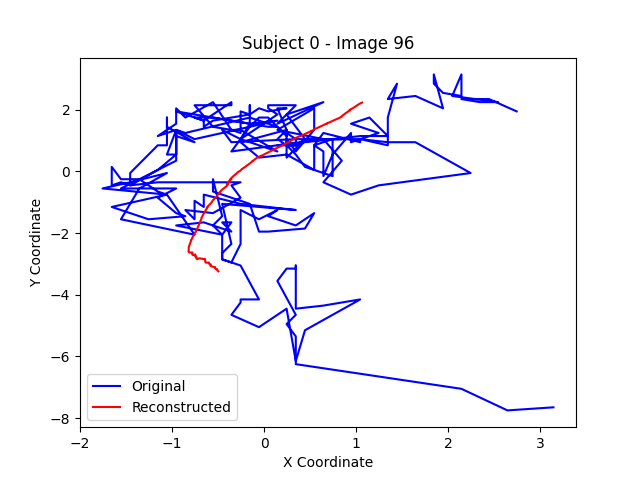 Subject 0 - Image 96
Y Coordinate
2
0
−2
−4
−6
−8
−2
−1
0
1
2
3
X Coordinate
Original
Reconstructed